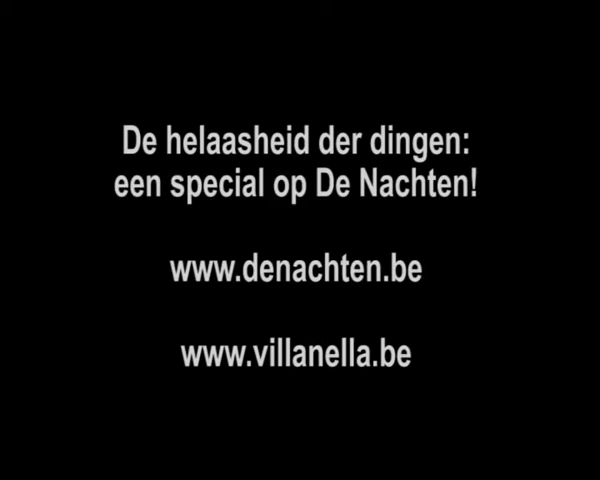 De helaasheid der dingen:
een special op De Nachten!
www.denachten.be
www.villanella.be